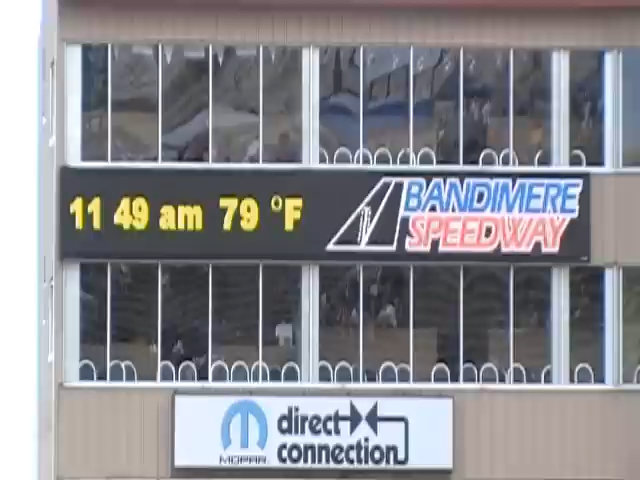 11 49 am 79 °F
BANDIMERE
SPEEDWAY
MOPAR
direct
connection